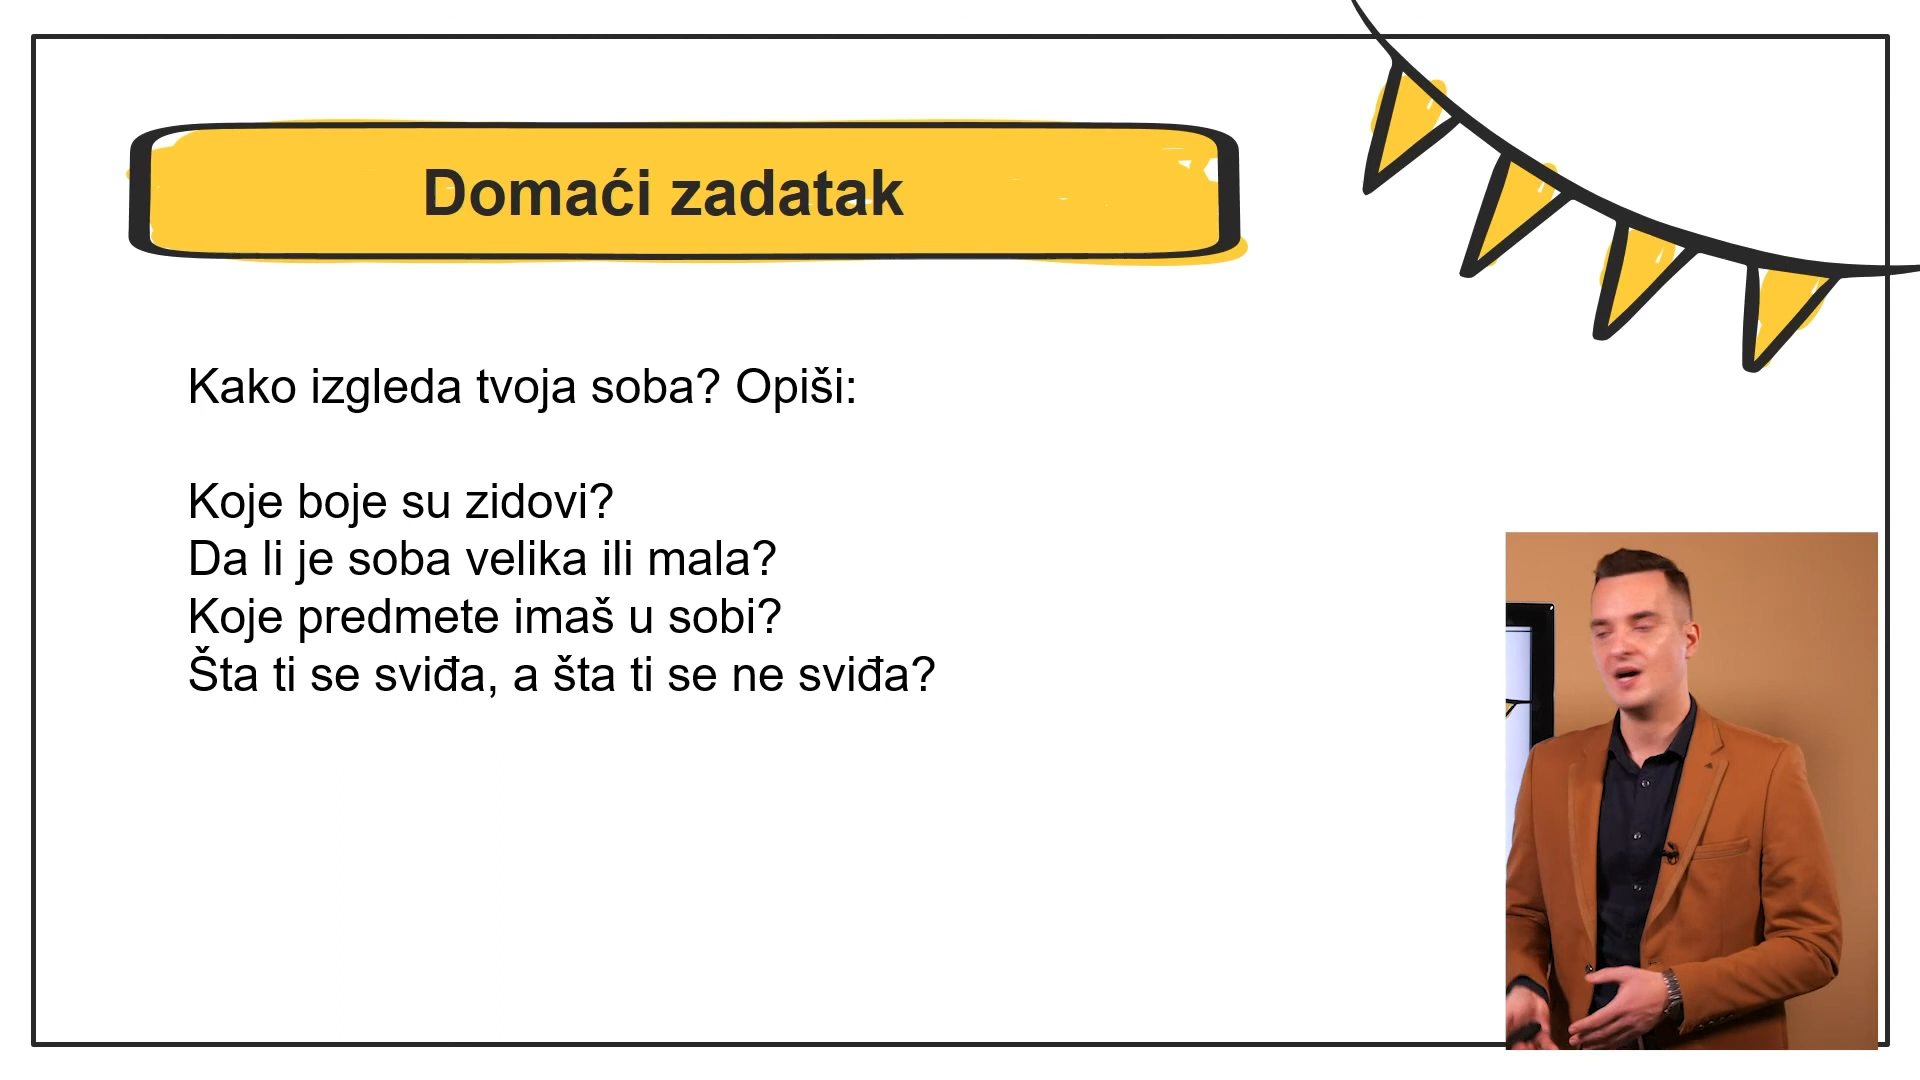 Domaći zadatak
Kako izgleda tvoja soba? Opiši:
Koje boje su zidovi?
Da li je soba velika ili mala?
Koje predmete imaš u sobi?
Šta ti se sviđa, a šta ti se ne sviđa?